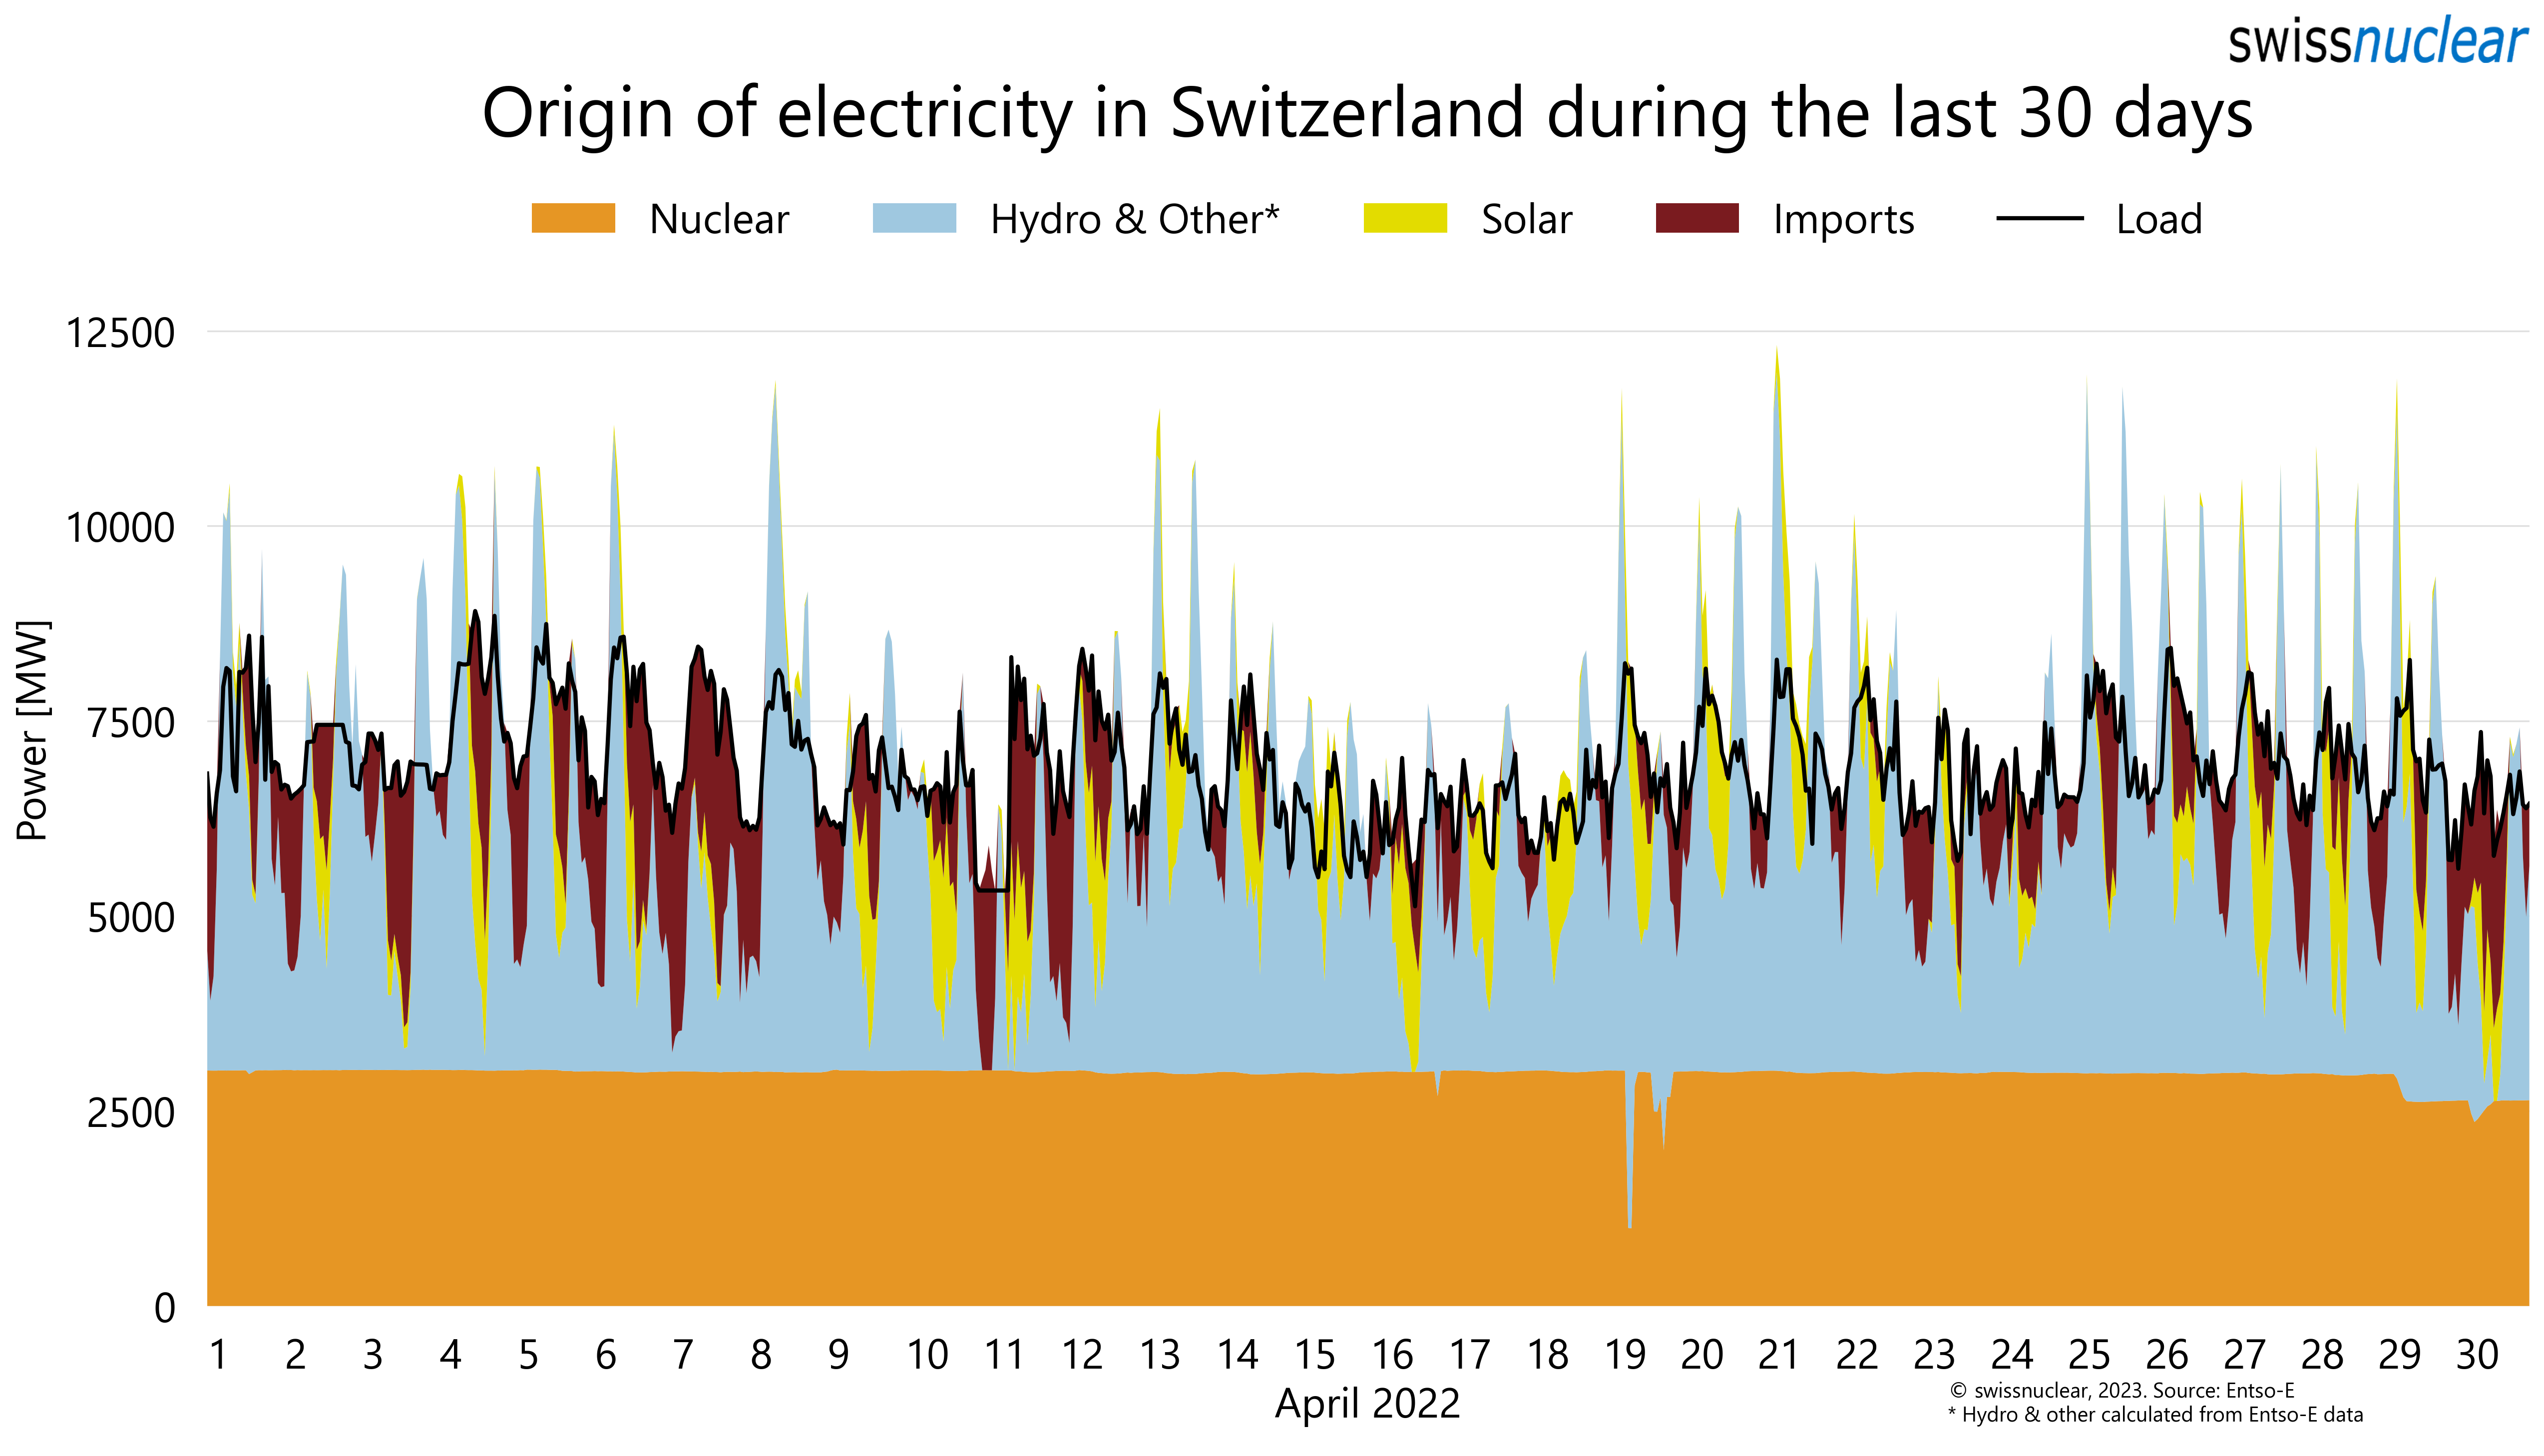 swissnuclear
Origin of electricity in Switzerland during the last 30 days
Nuclear Hydro & Other* Solar Imports Load
12500
10000
7500
5000
2500
0
Power [MW]
1 2 3 4 5 6 7 8 9 10 11 12 13 14 15 16 17 18 19 20 21 22 23 24 25 26 27 28 29 30
April 2022
© swissnuclear, 2023. Source: Entso-E
* Hydro & other calculated from Entso-E data